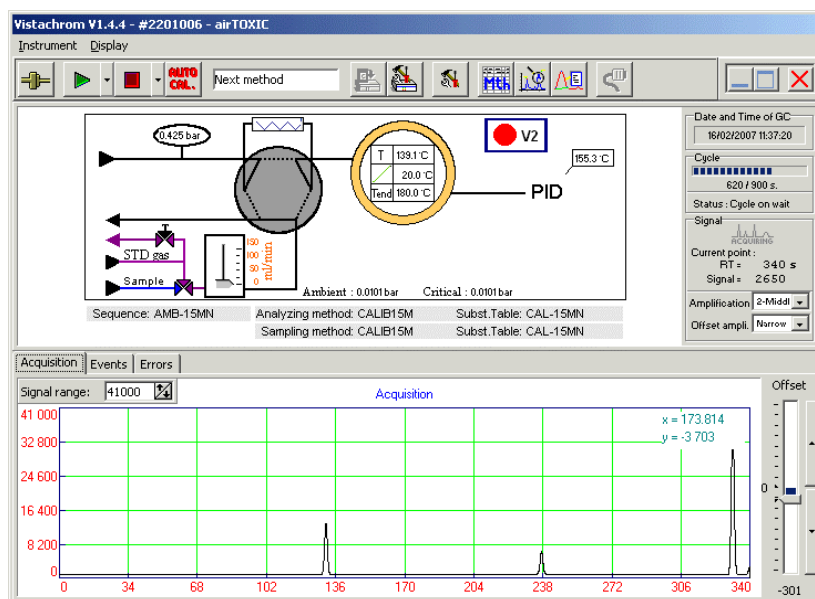 Vistachrom V1.4.4 - #2201006 - airTOXIC
Instrument Display
AUTO CAL.
Next method
Mth
Date and Time of GC
16/02/2007 11:37:20
Cycle
620 / 900 s.
Status : Cycle on wait
Signal
ACQUIRING
Current point :
RT = 340 s
Signal = 2650
Amplification 2-Middl
Offset ampli. Narrow
0.425 bar
T 139.1 °C
20.0 °C
Tend 180.0 °C
V2
155.3 °C
PID
STD gas
Sample
150
100
50
0
ml/min
Ambient : 0.0101 bar Critical : 0.0101 bar
Sequence: AMB-15MN Analyzing method: CALIB15M Subst.Table: CAL-15MN
Sampling method: CALIB15M Subst.Table: CAL-15MN
Acquisition Events Errors
Signal range: 41000
Acquisition
Offset
x = 173.814
y = -3 703
41 000
32 800
24 600
16 400
8 200
0
0 34 68 102 136 170 204 238 272 306 340
0
-301